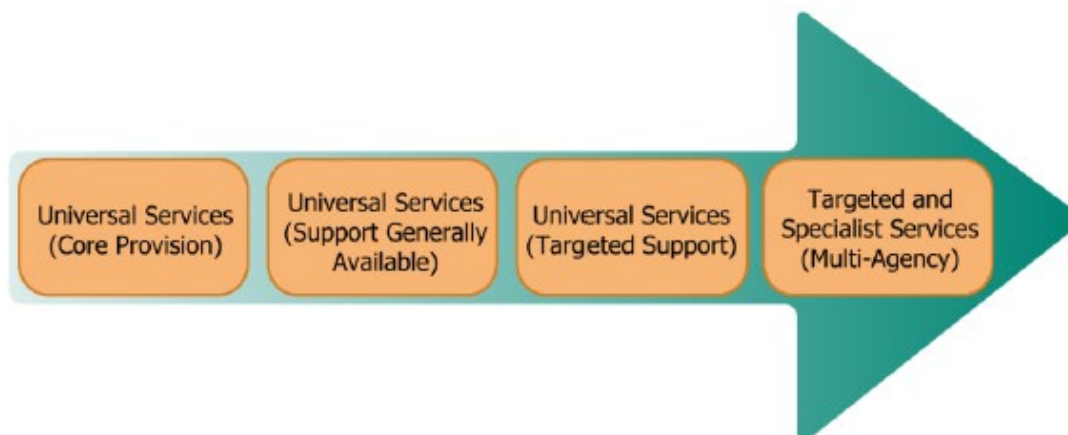 Universal Services
(Core Provision)
Universal Services
(Support Generally
Available)
Universal Services
(Targeted Support)
Targeted and
Specialist Services
(Multi-Agency)